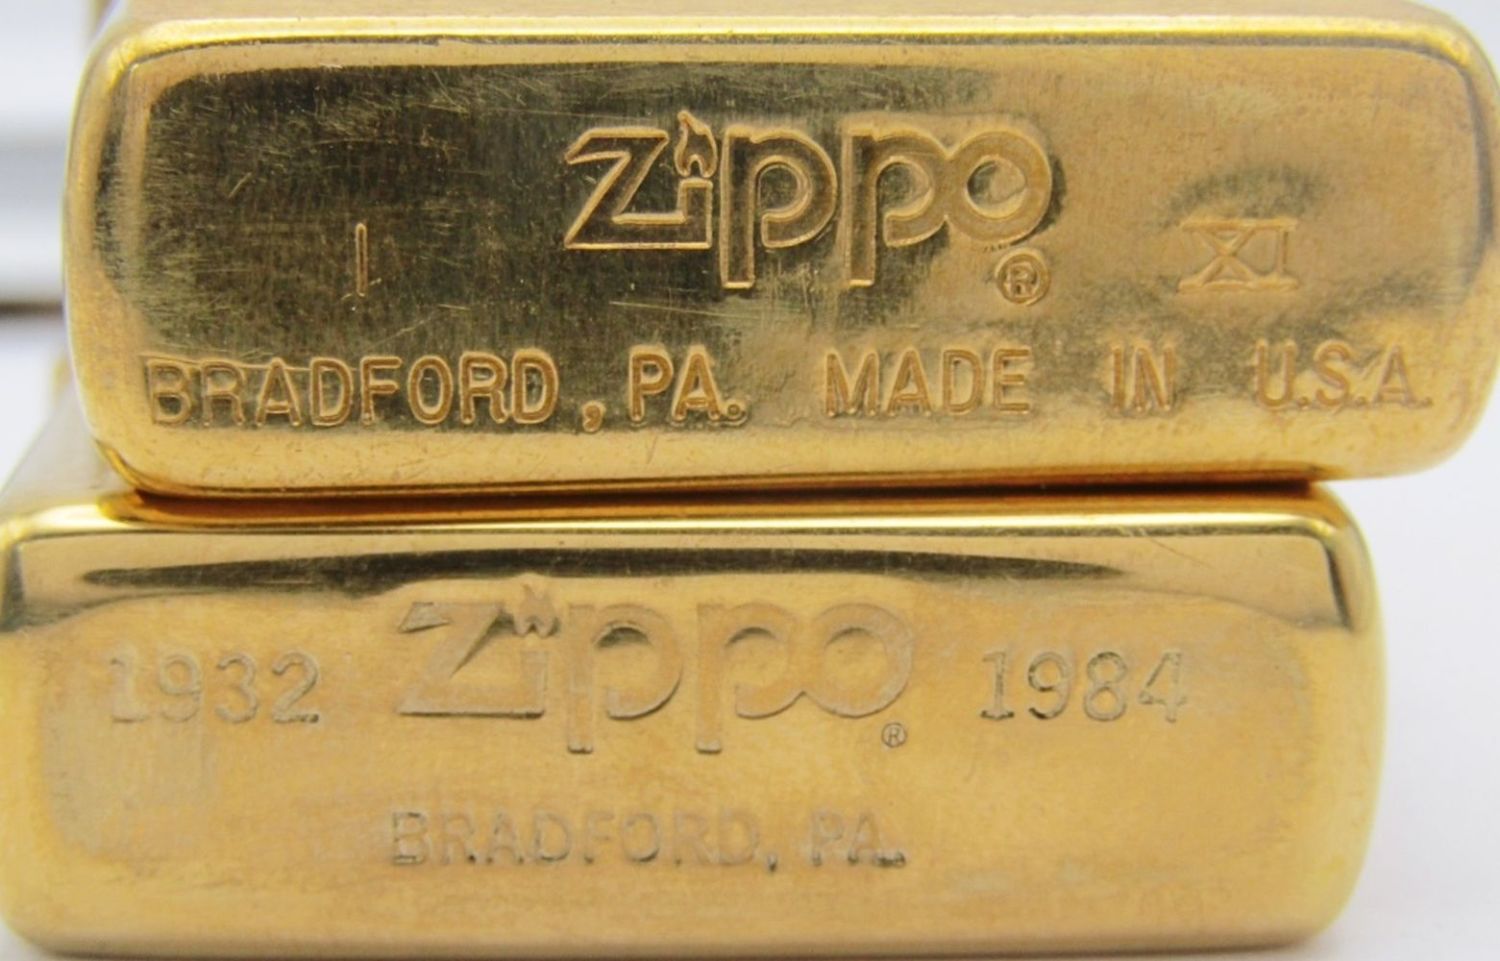 Zippo
I ® XI
BRADFORD, PA. MADE IN U.S.A.
1932 Zippo® 1984
BRADFORD, PA.